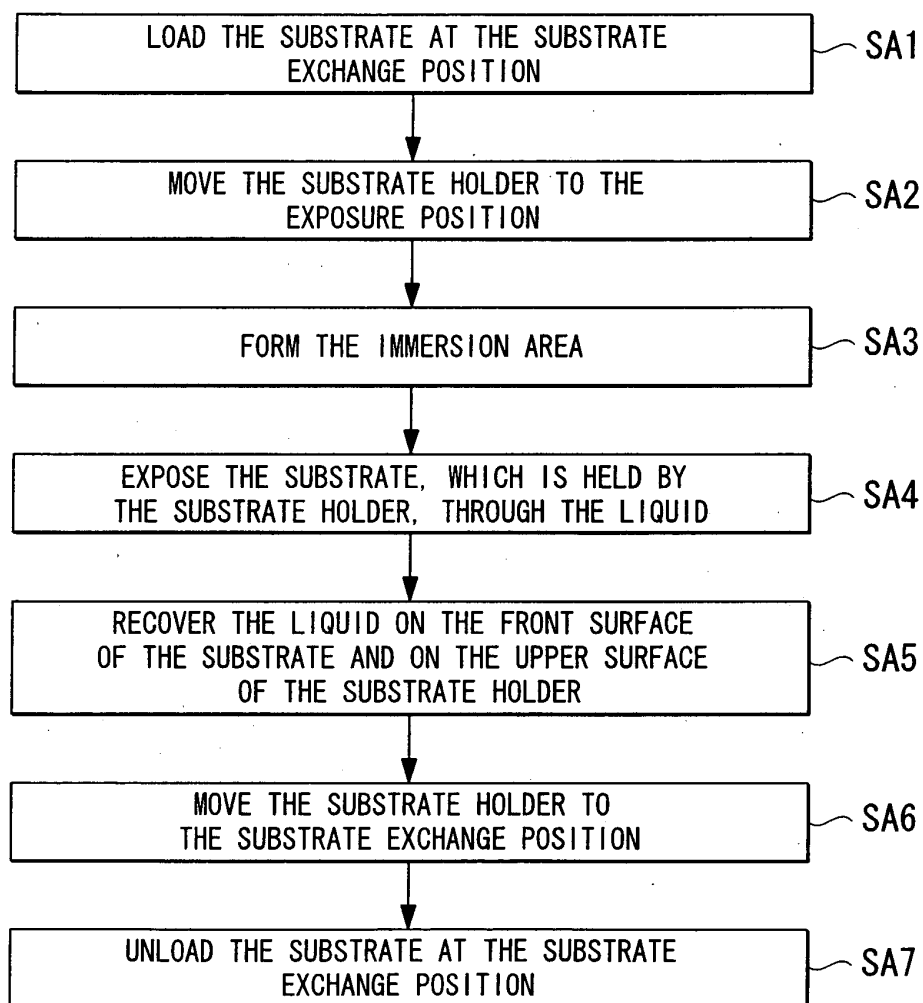 LOAD THE SUBSTRATE AT THE SUBSTRATE
EXCHANGE POSITION
SA1
MOVE THE SUBSTRATE HOLDER TO THE
EXPOSURE POSITION
SA2
FORM THE IMMERSION AREA
SA3
EXPOSE THE SUBSTRATE, WHICH IS HELD BY
THE SUBSTRATE HOLDER, THROUGH THE LIQUID
SA4
RECOVER THE LIQUID ON THE FRONT SURFACE
OF THE SUBSTRATE AND ON THE UPPER SURFACE
OF THE SUBSTRATE HOLDER
SA5
MOVE THE SUBSTRATE HOLDER TO
THE SUBSTRATE EXCHANGE POSITION
SA6
UNLOAD THE SUBSTRATE AT THE SUBSTRATE
EXCHANGE POSITION
SA7